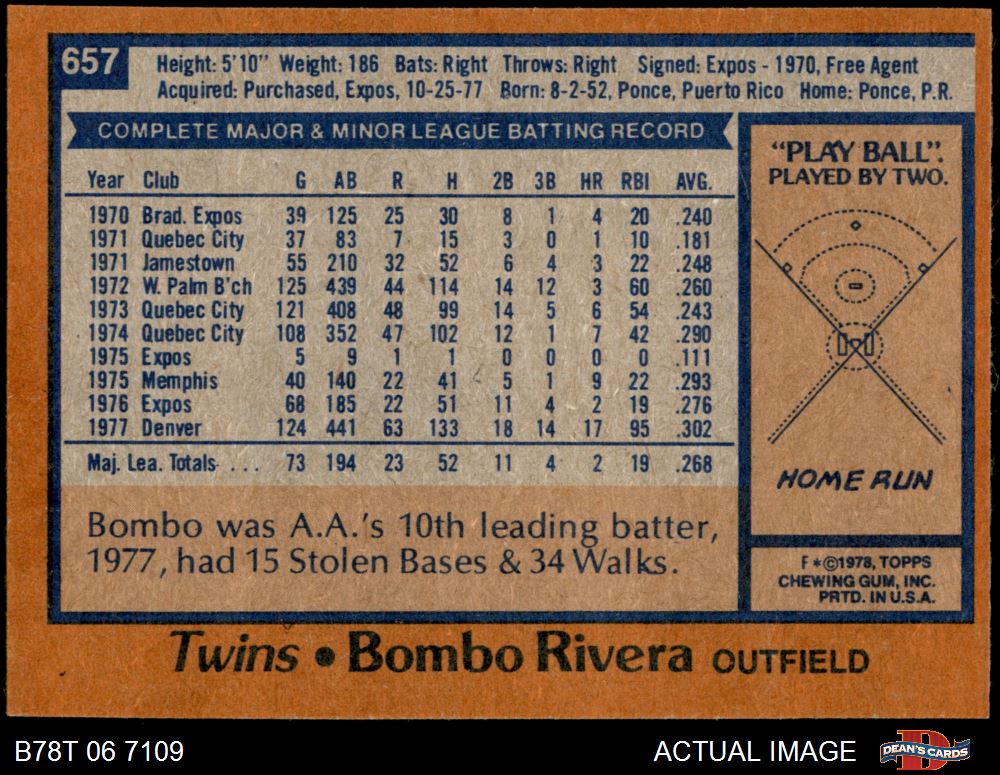 657
Height: 5'10" Weight: 186 Bats: Right Throws: Right Signed: Expos - 1970, Free Agent
Acquired: Purchased, Expos, 10-25-77 Born: 8-2-52, Ponce, Puerto Rico Home: Ponce, P.R.
COMPLETE MAJOR & MINOR LEAGUE BATTING RECORD
Year Club G AB R H 2B 3B HR RBI AVG.
1970 Brad. Expos 39 125 25 30 8 1 4 20 .240
1971 Quebec City 37 83 7 15 3 0 1 10 .181
1971 Jamestown 55 210 32 52 6 4 3 22 .248
1972 W. Palm B'ch 125 439 44 114 14 12 3 60 .260
1973 Quebec City 121 408 48 99 14 5 6 54 .243
1974 Quebec City 108 352 47 102 12 1 7 42 .290
1975 Expos 5 9 1 1 0 0 0 0 .111
1975 Memphis 40 140 22 41 5 1 9 22 .293
1976 Expos 68 185 22 51 11 4 2 19 .276
1977 Denver 124 441 63 133 18 14 17 95 .302
Maj. Lea. Totals . . . 73 194 23 52 11 4 2 19 .268
Bombo was A.A.'s 10th leading batter,
1977, had 15 Stolen Bases & 34 Walks.
"PLAY BALL".
PLAYED BY TWO.
HOME RUN
F*©1978, TOPPS
CHEWING GUM, INC.
PRTD. IN U.S.A.
Twins • Bombo Rivera OUTFIELD
B78T 06 7109
ACTUAL IMAGE
D
DEAN'S CARDS